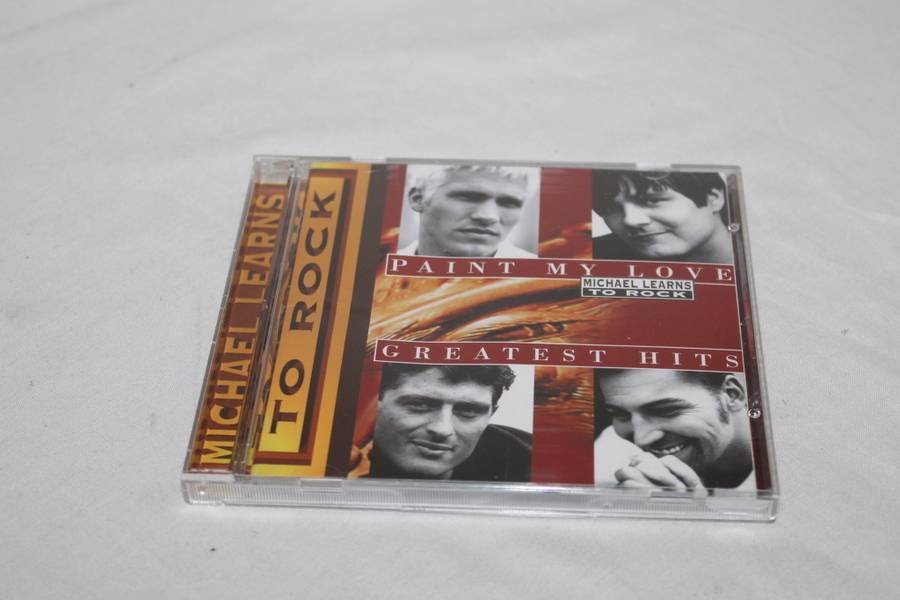 MICHAEL LEARNS
TO ROCK
PAINT MY LOVE
MICHAEL LEARNS
TO ROCK
GREATEST HITS